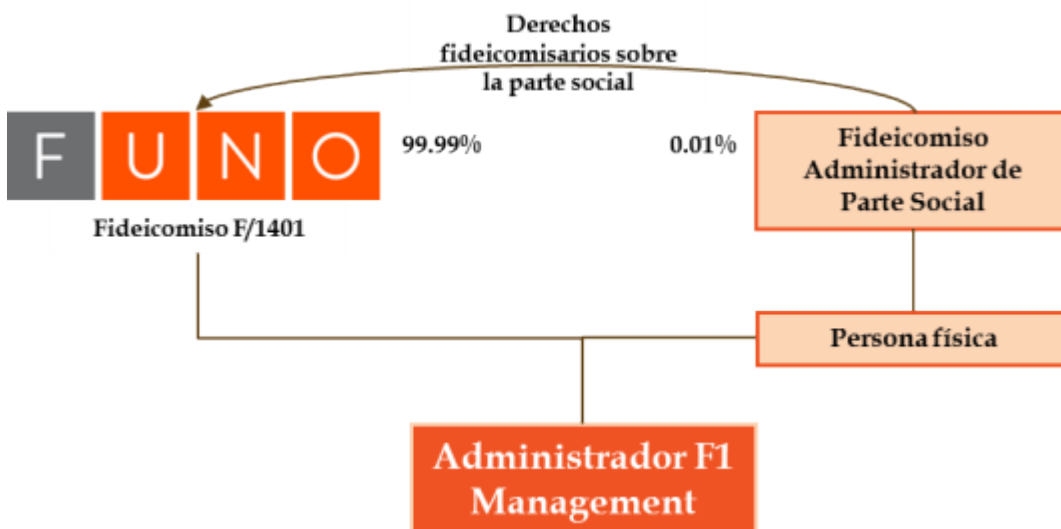 Derechos
fideicomisarios sobre
la parte social
FUNO
99.99%
0.01%
Fideicomiso
Administrador de
Parte Social
Fideicomiso F/1401
Persona física
Administrador F1
Management